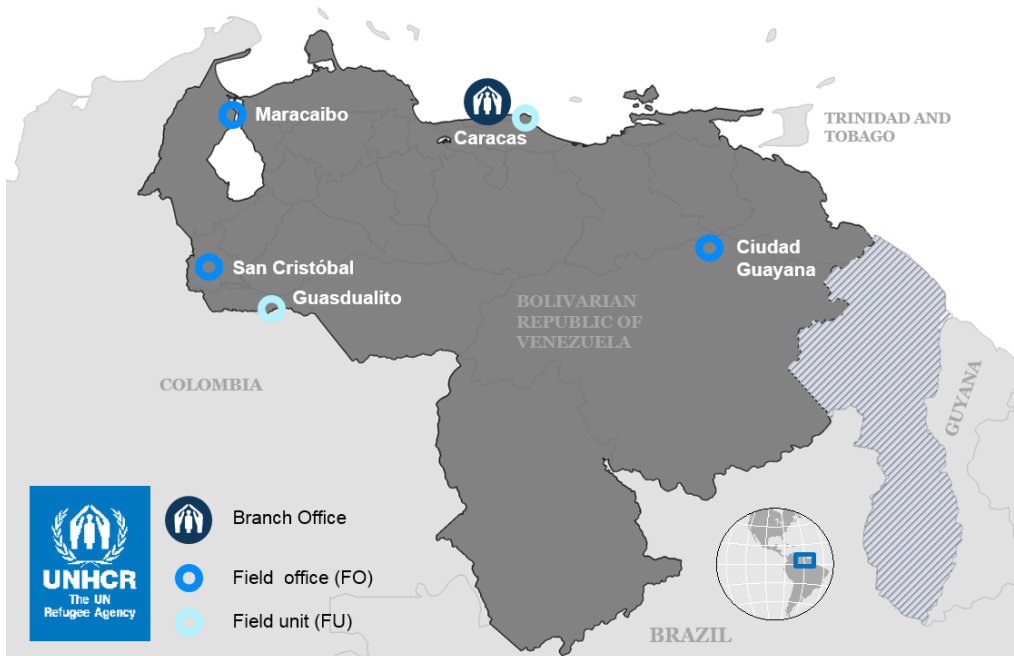 Maracaibo
Caracas
TRINIDAD AND
TOBAGO
San Cristóbal
Ciudad
Guayana
Guasdualito
BOLIVARIAN
REPUBLIC OF
VENEZUELA
COLOMBIA
GUYANA
UNHCR
The UN
Refugee Agency
Branch Office
Field office (FO)
Field unit (FU)
BRAZIL